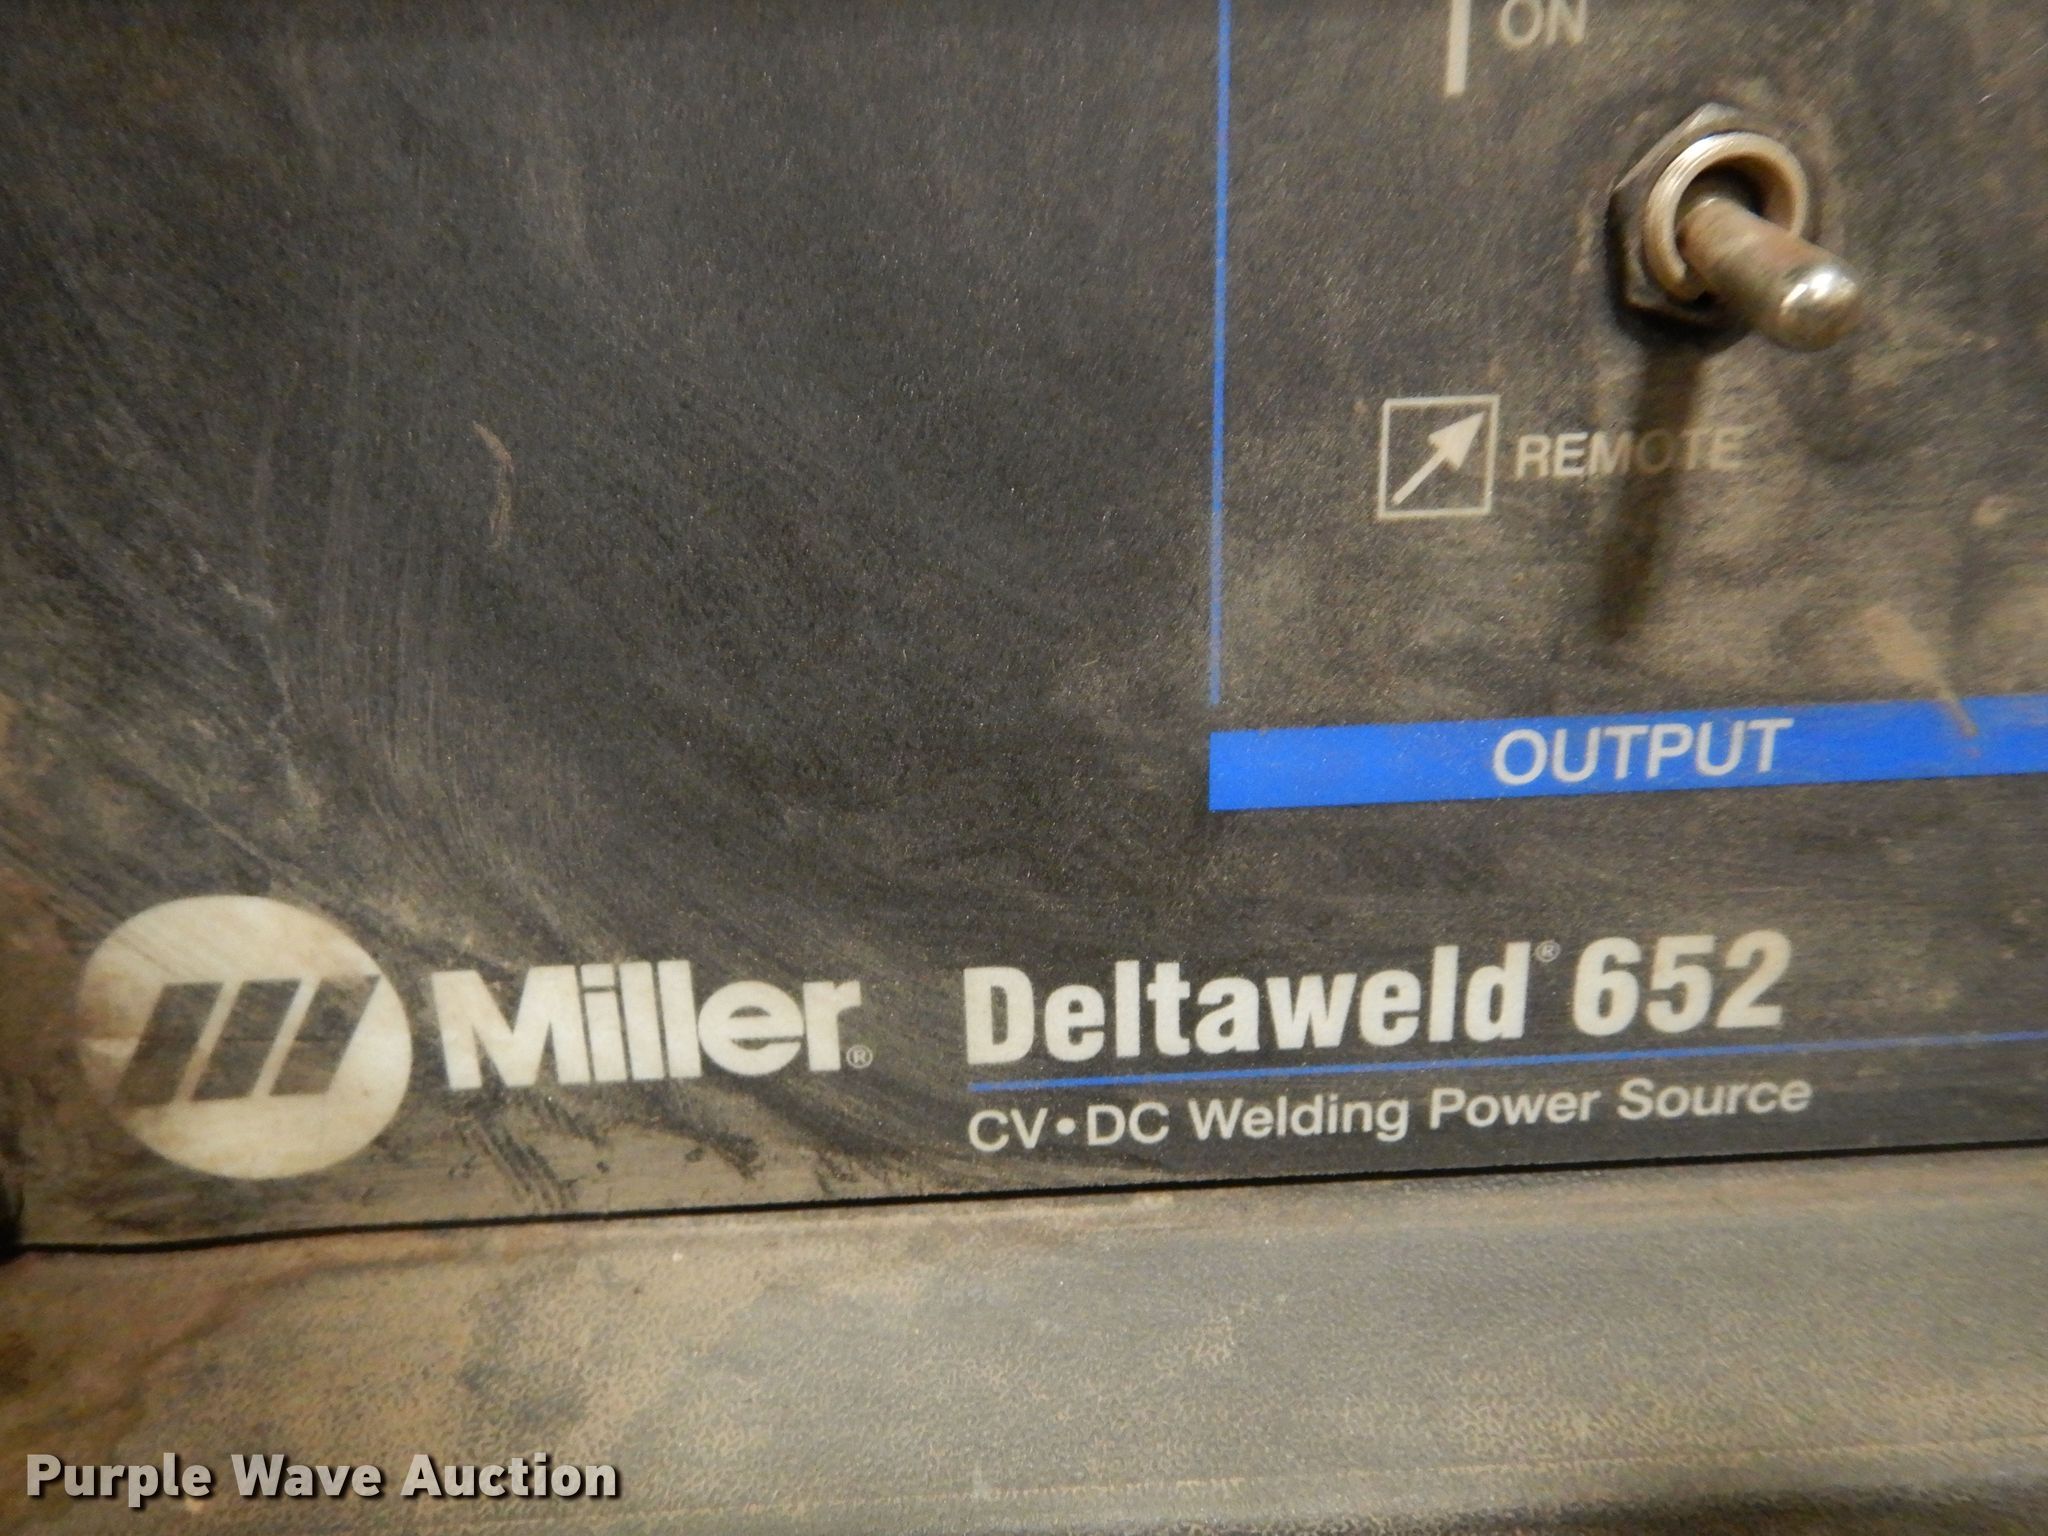 ON
REMOTE
OUTPUT
Miller® Deltaweld® 652
CV•DC Welding Power Source
Purple Wave Auction